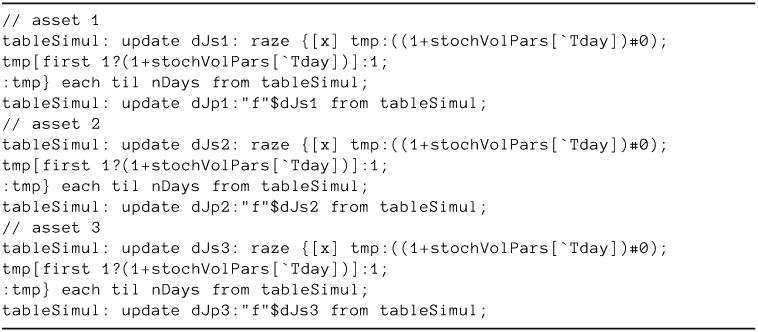 // asset 1
tableSimul: update dJs1: raze {[x] tmp:((1+stochVolPars[`Tday])#0);
tmp[first 1?(1+stochVolPars[`Tday])]:1;
:tmp} each til nDays from tableSimul;
tableSimul: update dJp1:"f"$dJs1 from tableSimul;
// asset 2
tableSimul: update dJs2: raze {[x] tmp:((1+stochVolPars[`Tday])#0);
tmp[first 1?(1+stochVolPars[`Tday])]:1;
:tmp} each til nDays from tableSimul;
tableSimul: update dJp2:"f"$dJs2 from tableSimul;
// asset 3
tableSimul: update dJs3: raze {[x] tmp:((1+stochVolPars[`Tday])#0);
tmp[first 1?(1+stochVolPars[`Tday])]:1;
:tmp} each til nDays from tableSimul;
tableSimul: update dJp3:"f"$dJs3 from tableSimul;